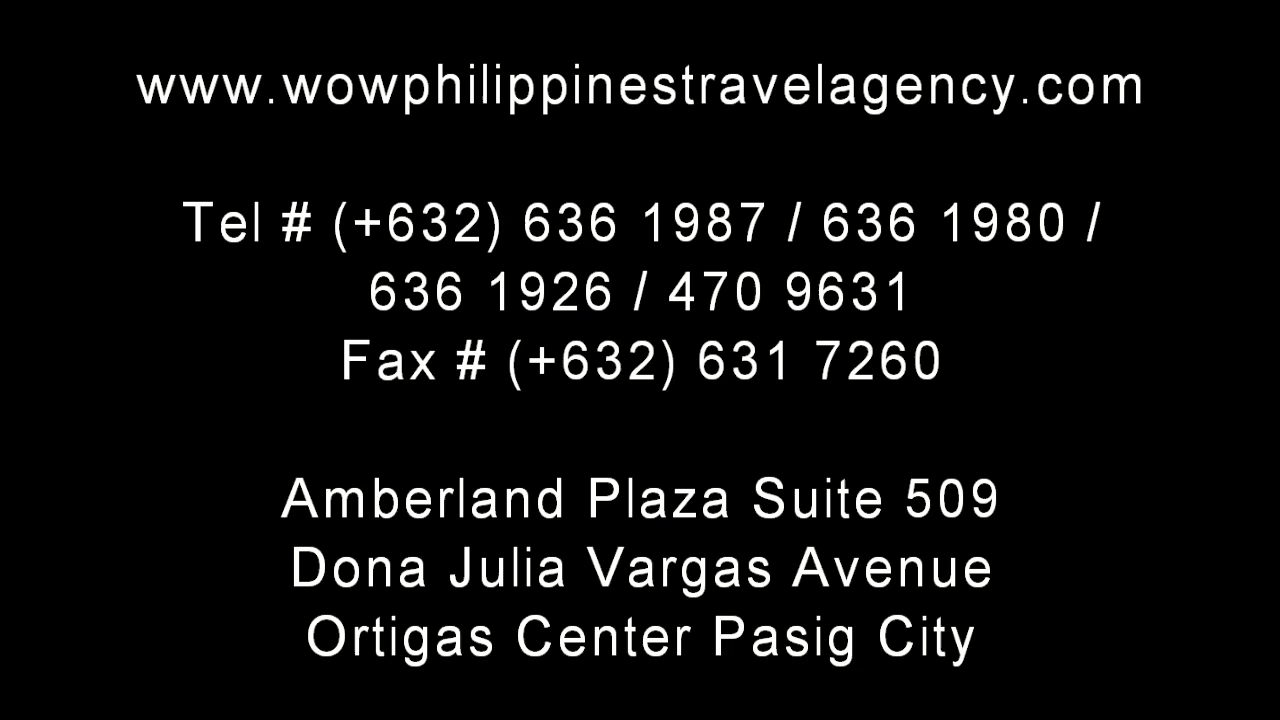 www.wowphilippinestravelagency.com
Tel # (+632) 636 1987 / 636 1980 /
636 1926 / 470 9631
Fax # (+632) 631 7260
Amberland Plaza Suite 509
Dona Julia Vargas Avenue
Ortigas Center Pasig City